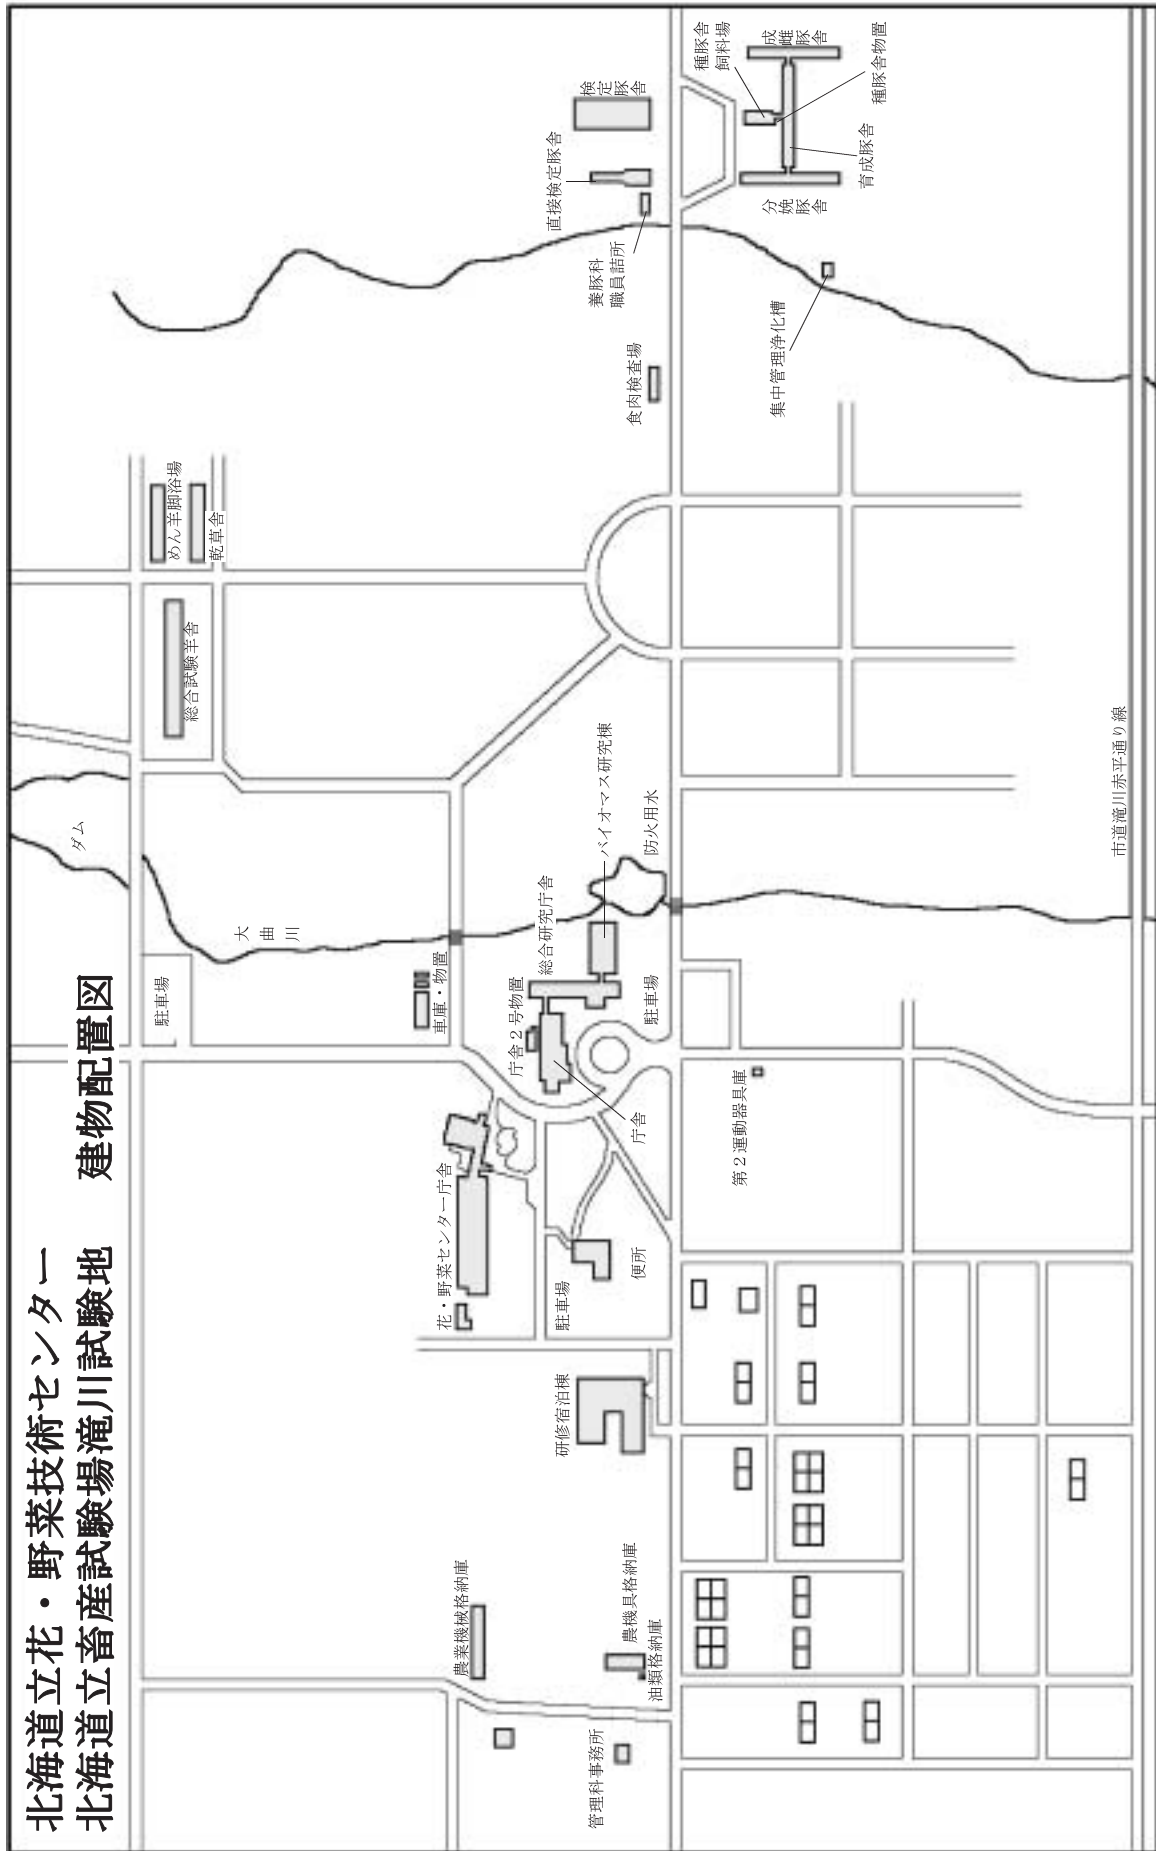 北海道立花・野菜技術センター
北海道立畜産試験場滝川試験地　建物配置図
ダム
大曲川
駐車場
総合試験羊舎
めん羊脚浴場
乾草舎
車庫・物置
花・野菜センター庁舎
農業機械格納庫
庁舎２号物置
総合研究庁舎
バイオマス研究棟
防火用水
駐車場
庁舎
便所
駐車場
研修宿泊棟
農機具格納庫
油類格納庫
管理科事務所
食肉検査場
養豚科
職員詰所
直接検定豚舎
検定
豚舎
種豚舎
飼料場
成雌豚舎
種豚舎物置
育成豚舎
分娩
豚舎
集中管理浄化槽
第２運動器具庫
市道滝川赤平通り線